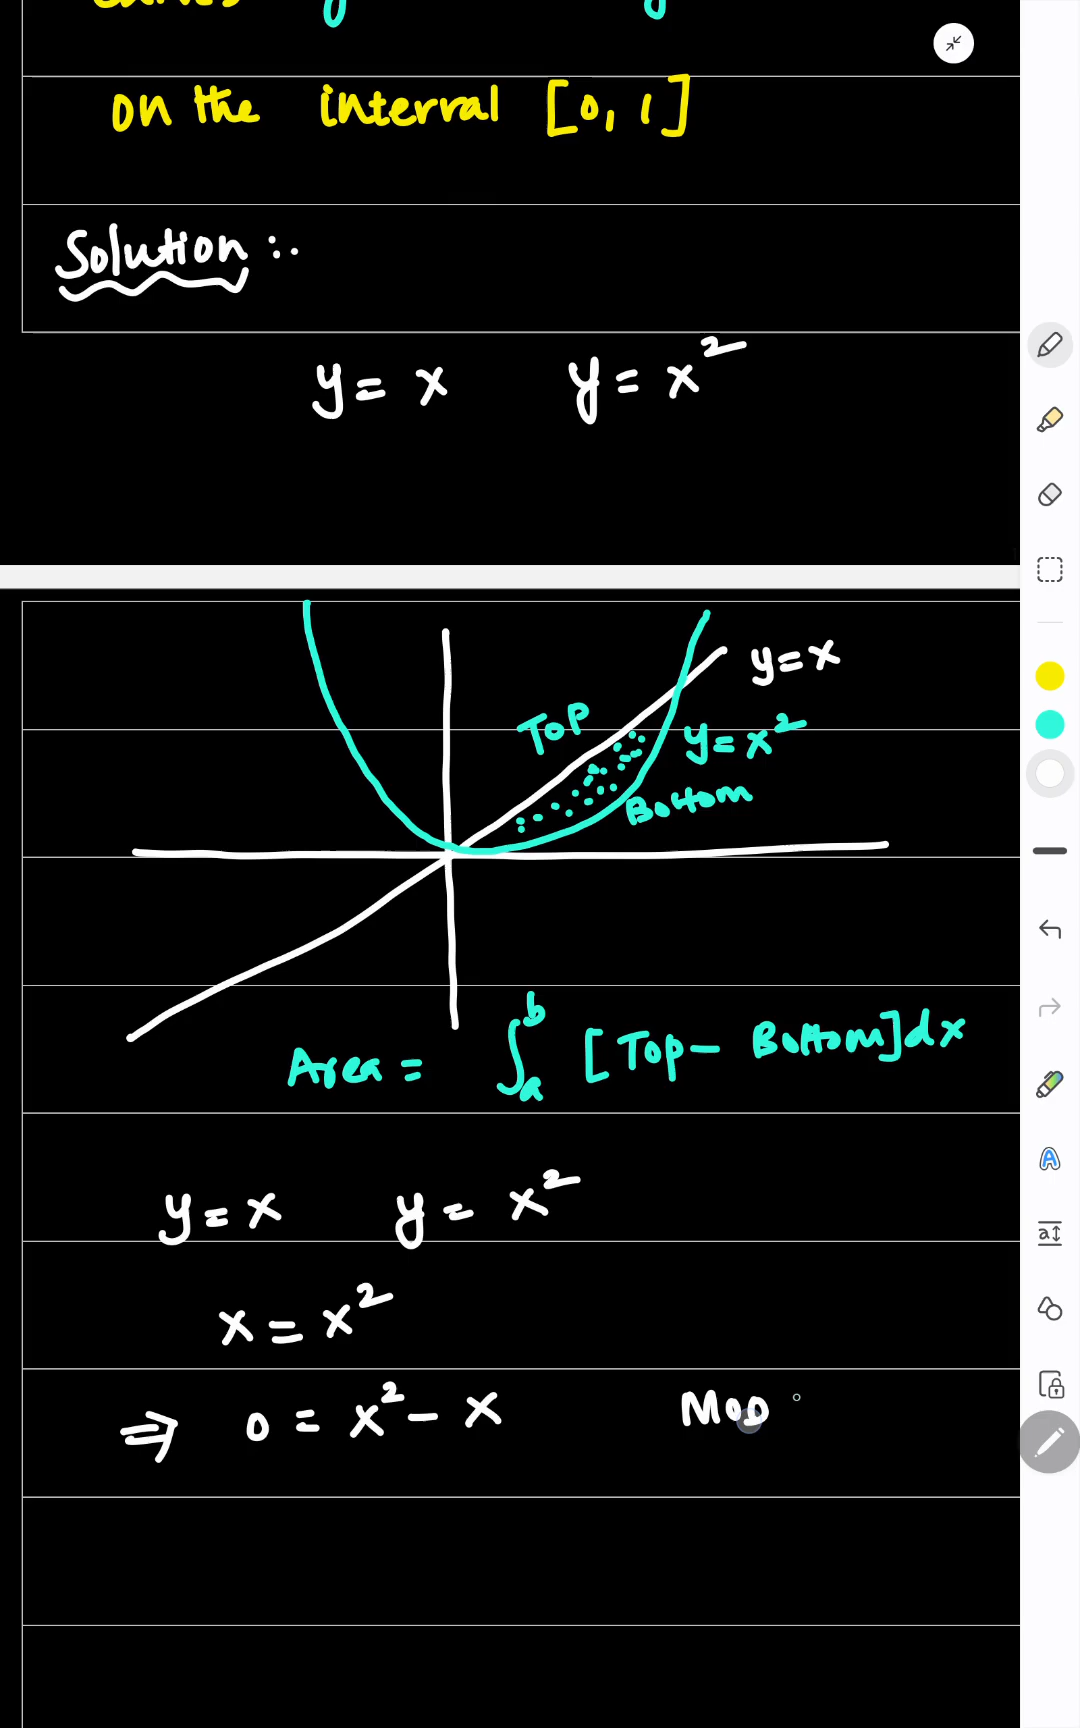 on the interval [0, 1]
Solution :.
y = x y = x²
y = x
Top
y = x²
Bottom
Area = ∫ₐᵇ [Top - Bottom] dx
y = x y = x²
x = x²
⇒ 0 = x² - x